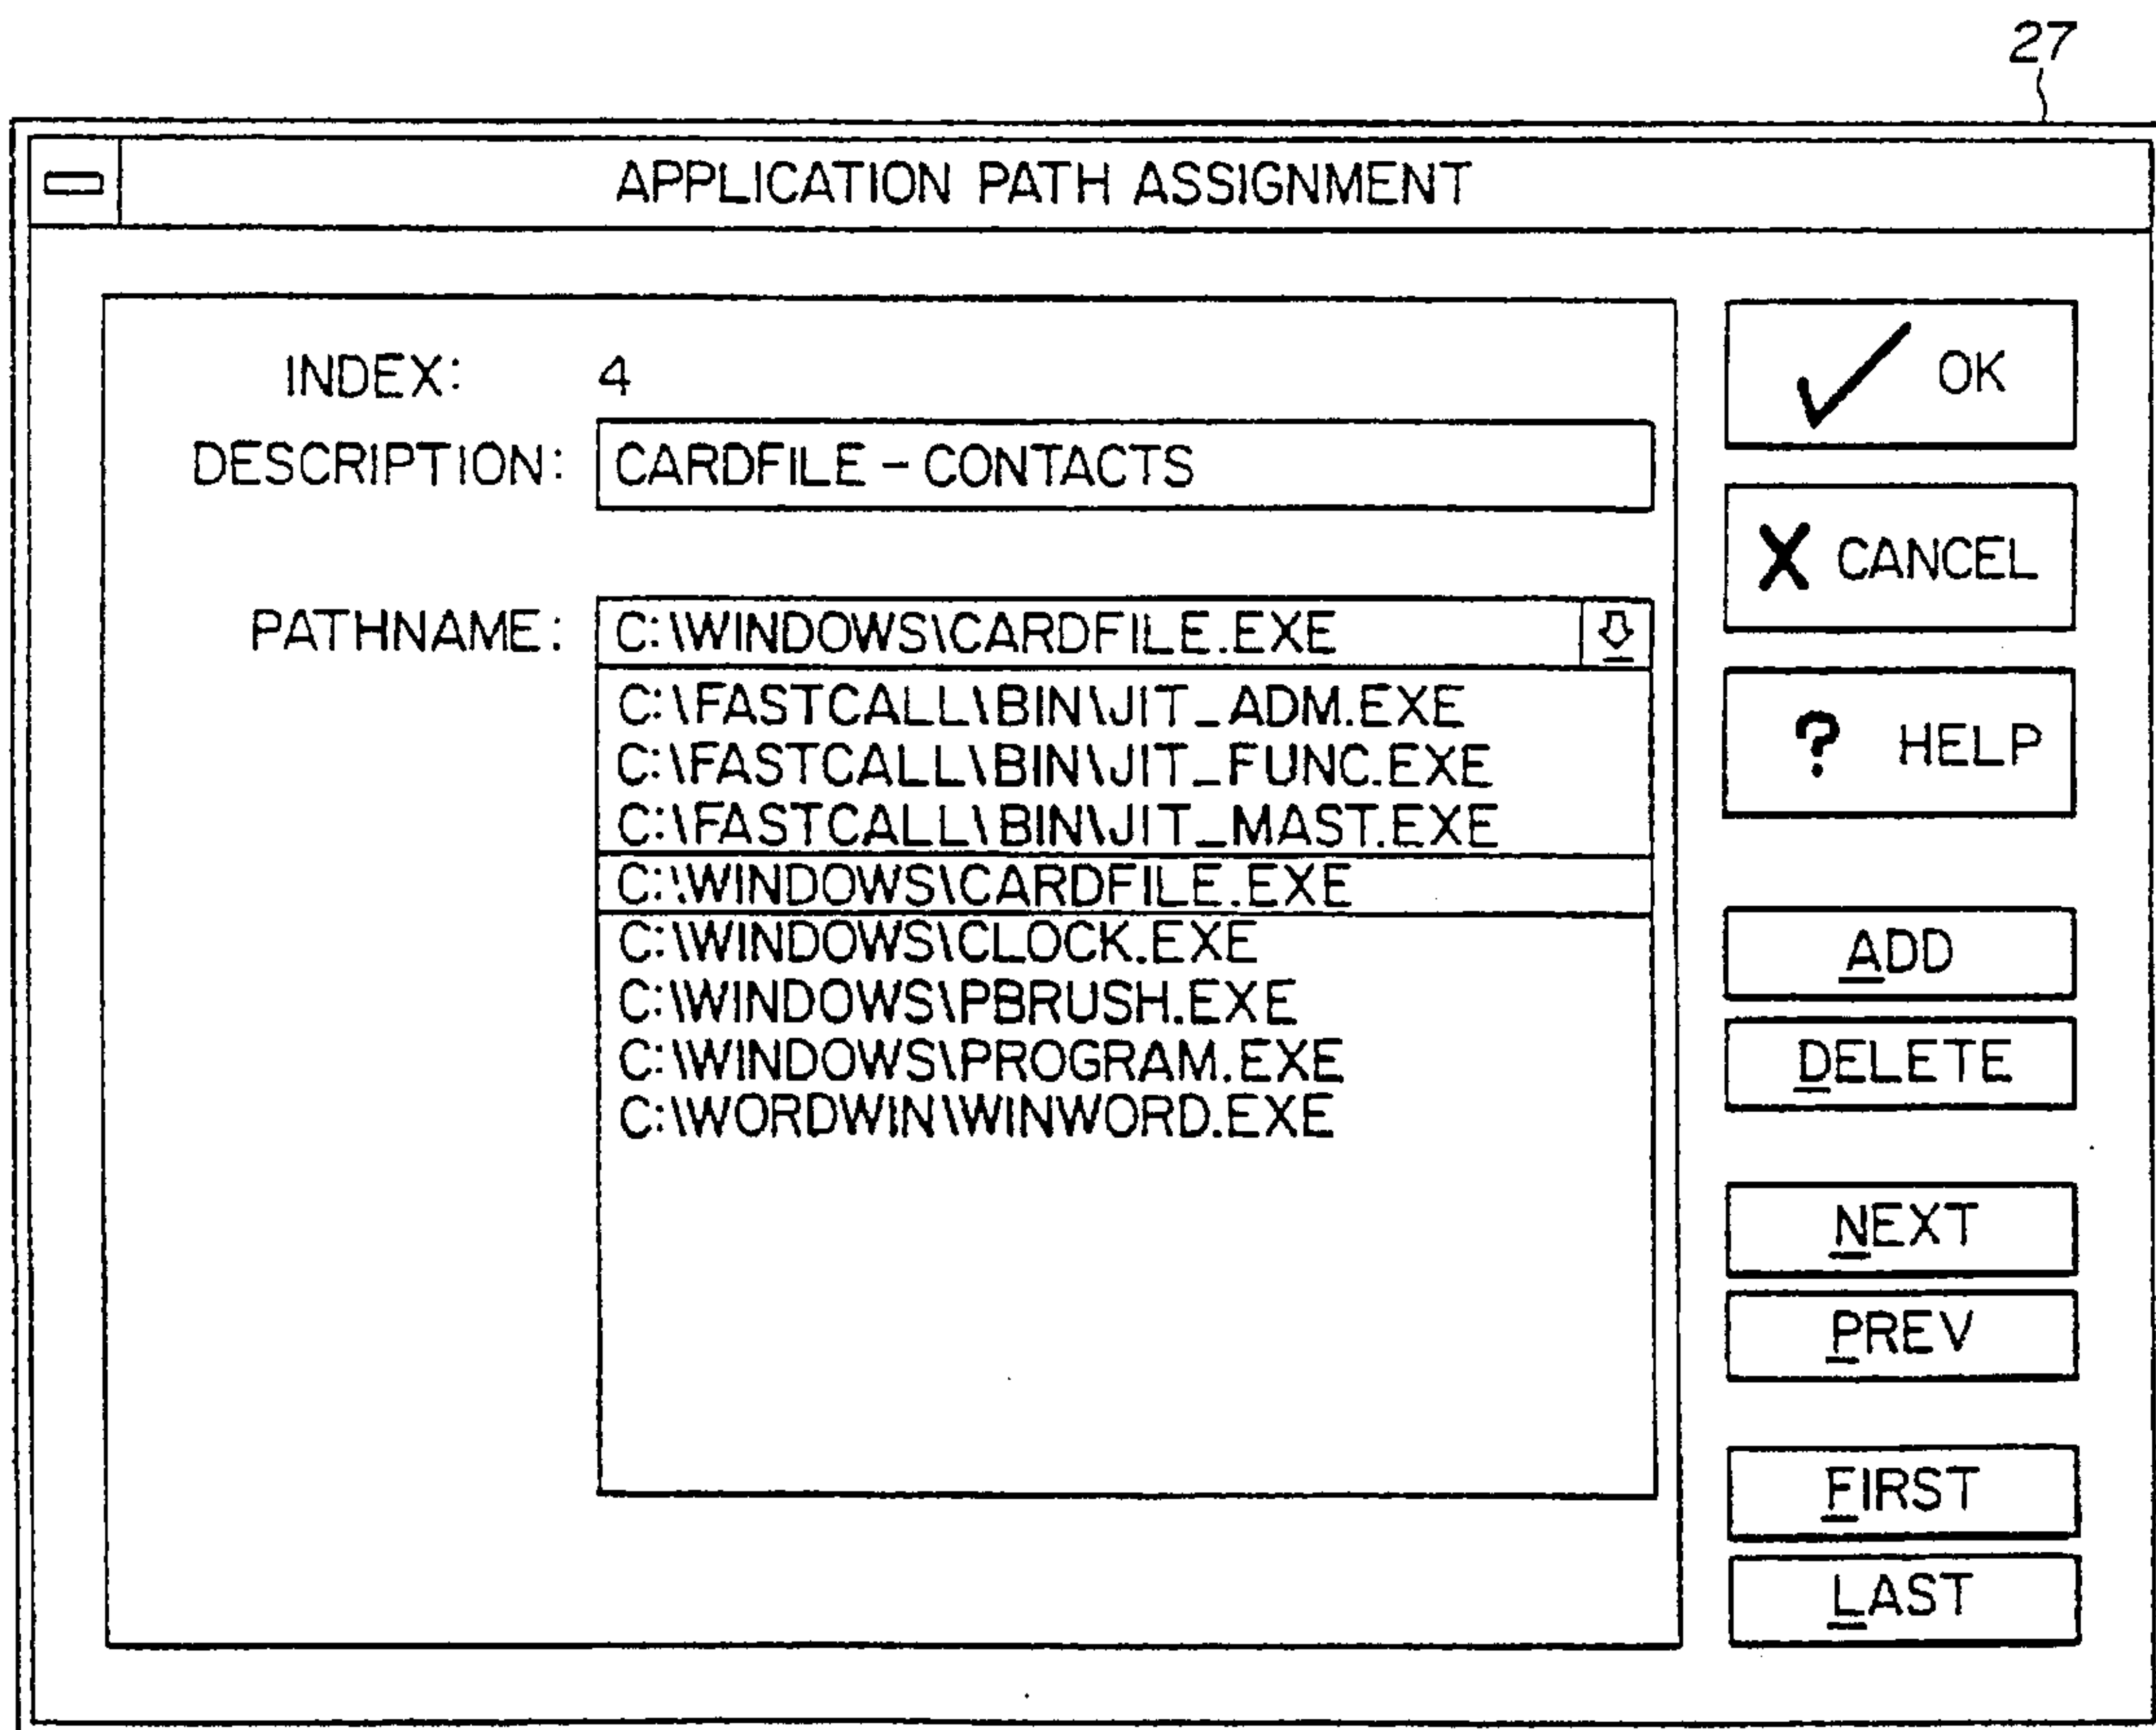 27
APPLICATION PATH ASSIGNMENT
INDEX: 4
DESCRIPTION: CARDFILE - CONTACTS
PATHNAME: C:\WINDOWS\CARDFILE.EXE
C:\FASTCALL\BIN\JIT_ADM.EXE
C:\FASTCALL\BIN\JIT_FUNC.EXE
C:\FASTCALL\BIN\JIT_MAST.EXE
C:\WINDOWS\CARDFILE.EXE
C:\WINDOWS\CLOCK.EXE
C:\WINDOWS\PBRUSH.EXE
C:\WINDOWS\PROGRAM.EXE
C:\WORDWIN\WINWORD.EXE
OK
X CANCEL
? HELP
ADD
DELETE
NEXT
PREV
FIRST
LAST